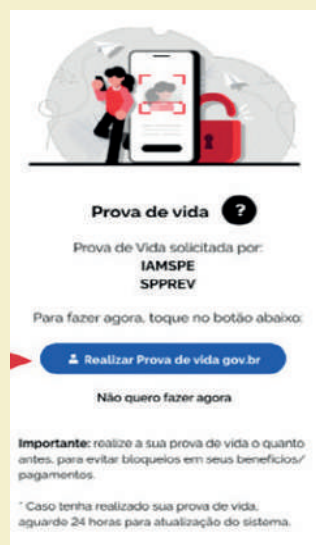 Prova de vida ?
Prova de Vida solicitada por:
IAMSPE
SPPREV
Para fazer agora, toque no botão abaixo:
Realizar Prova de vida gov.br
Não quero fazer agora
Importante: realize a sua prova de vida o quanto
antes, para evitar bloqueios em seus benefícios/
pagamentos.
* Caso tenha realizado sua prova de vida,
aguarde 24 horas para atualização do sistema.